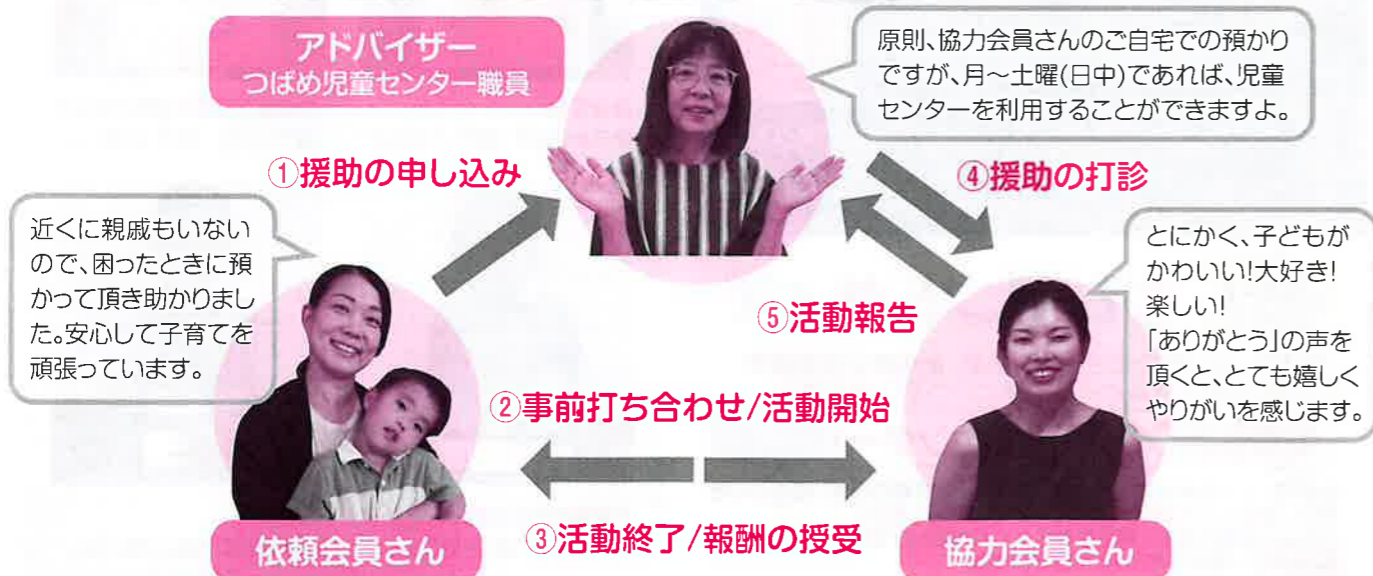 アドバイザー
つばめ児童センター職員
原則、協力会員さんのご自宅での預かり
ですが、月～土曜(日中)であれば、児童
センターを利用することができますよ。
①援助の申し込み
④援助の打診
近くに親戚もいない
ので、困ったときに預
かって頂き助かりまし
た。安心して子育てを
頑張っています。
とにかく、子どもが
かわいい!大好き!
楽しい!
「ありがとう」の声を
頂くと、とても嬉しく
やりがいを感じます。
⑤活動報告
②事前打ち合わせ/活動開始
③活動終了/報酬の授受
依頼会員さん
協力会員さん